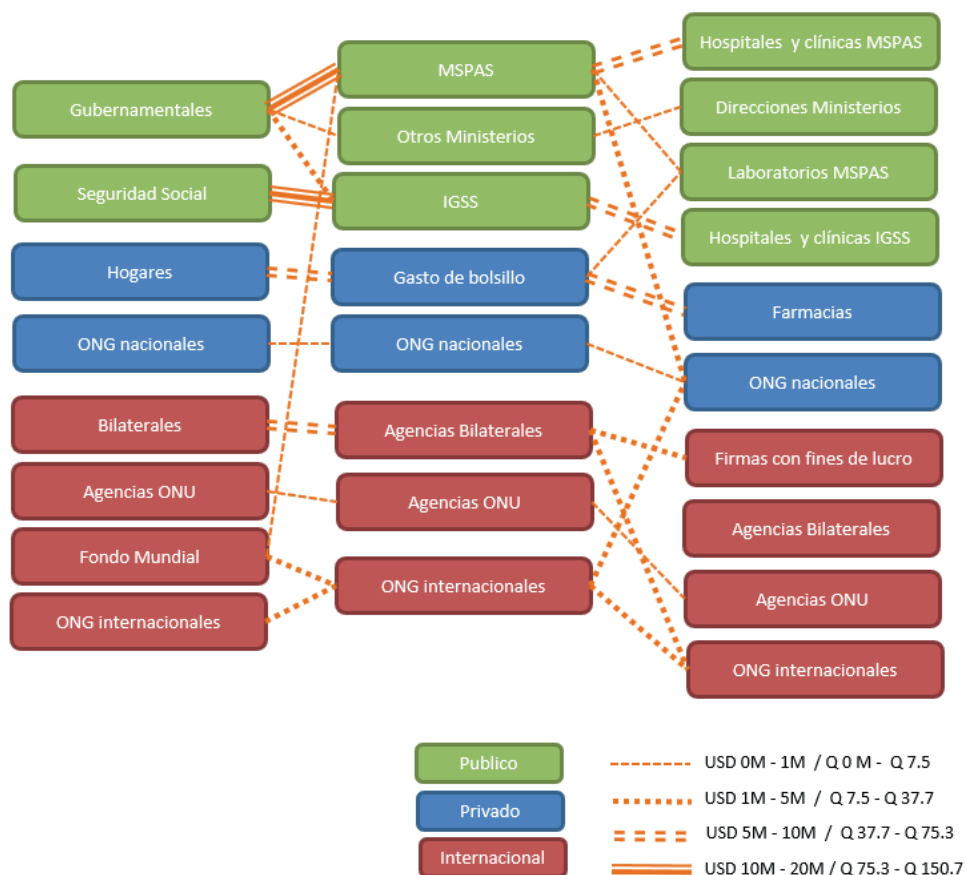 Gubernamentales
Seguridad Social
Hogares
ONG nacionales
Bilaterales
Agencias ONU
Fondo Mundial
ONG internacionales
MSPAS
Otros Ministerios
IGSS
Gasto de bolsillo
ONG nacionales
Agencias Bilaterales
Agencias ONU
ONG internacionales
Hospitales y clínicas MSPAS
Direcciones Ministerios
Laboratorios MSPAS
Hospitales y clínicas IGSS
Farmacias
ONG nacionales
Firmas con fines de lucro
Agencias Bilaterales
Agencias ONU
ONG internacionales
Publico
Privado
Internacional
USD 0M - 1M / Q 0 M - Q 7.5
USD 1M - 5M / Q 7.5 - Q 37.7
USD 5M - 10M / Q 37.7 - Q 75.3
USD 10M - 20M / Q 75.3 - Q 150.7